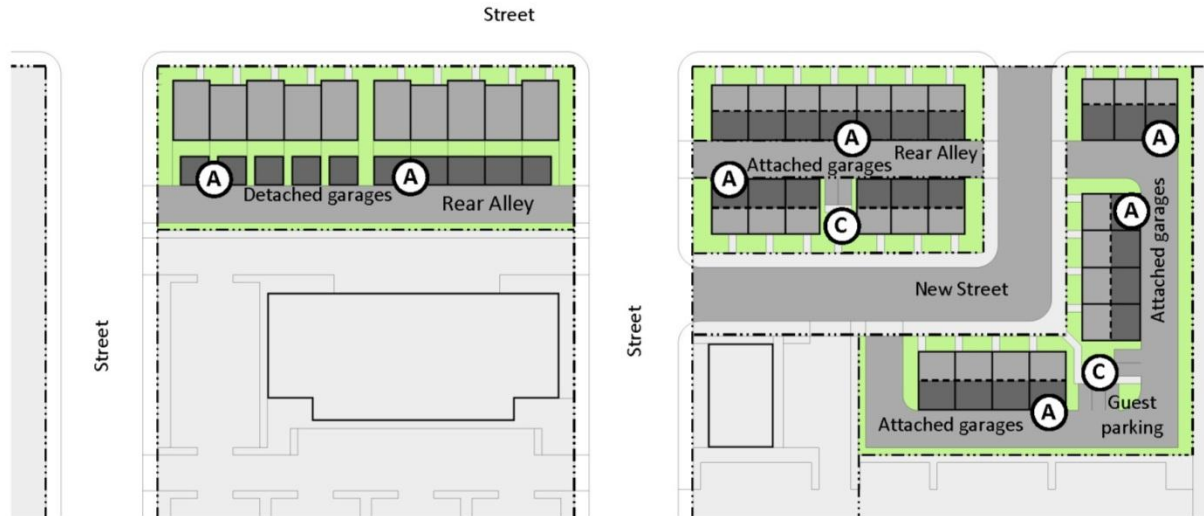 Street
A
A
Detached garages
Rear Alley
Street
A
Rear Alley
Attached garages
A
C
New Street
Street
A
A
Attached garages
C
Guest
parking
A
Attached garages